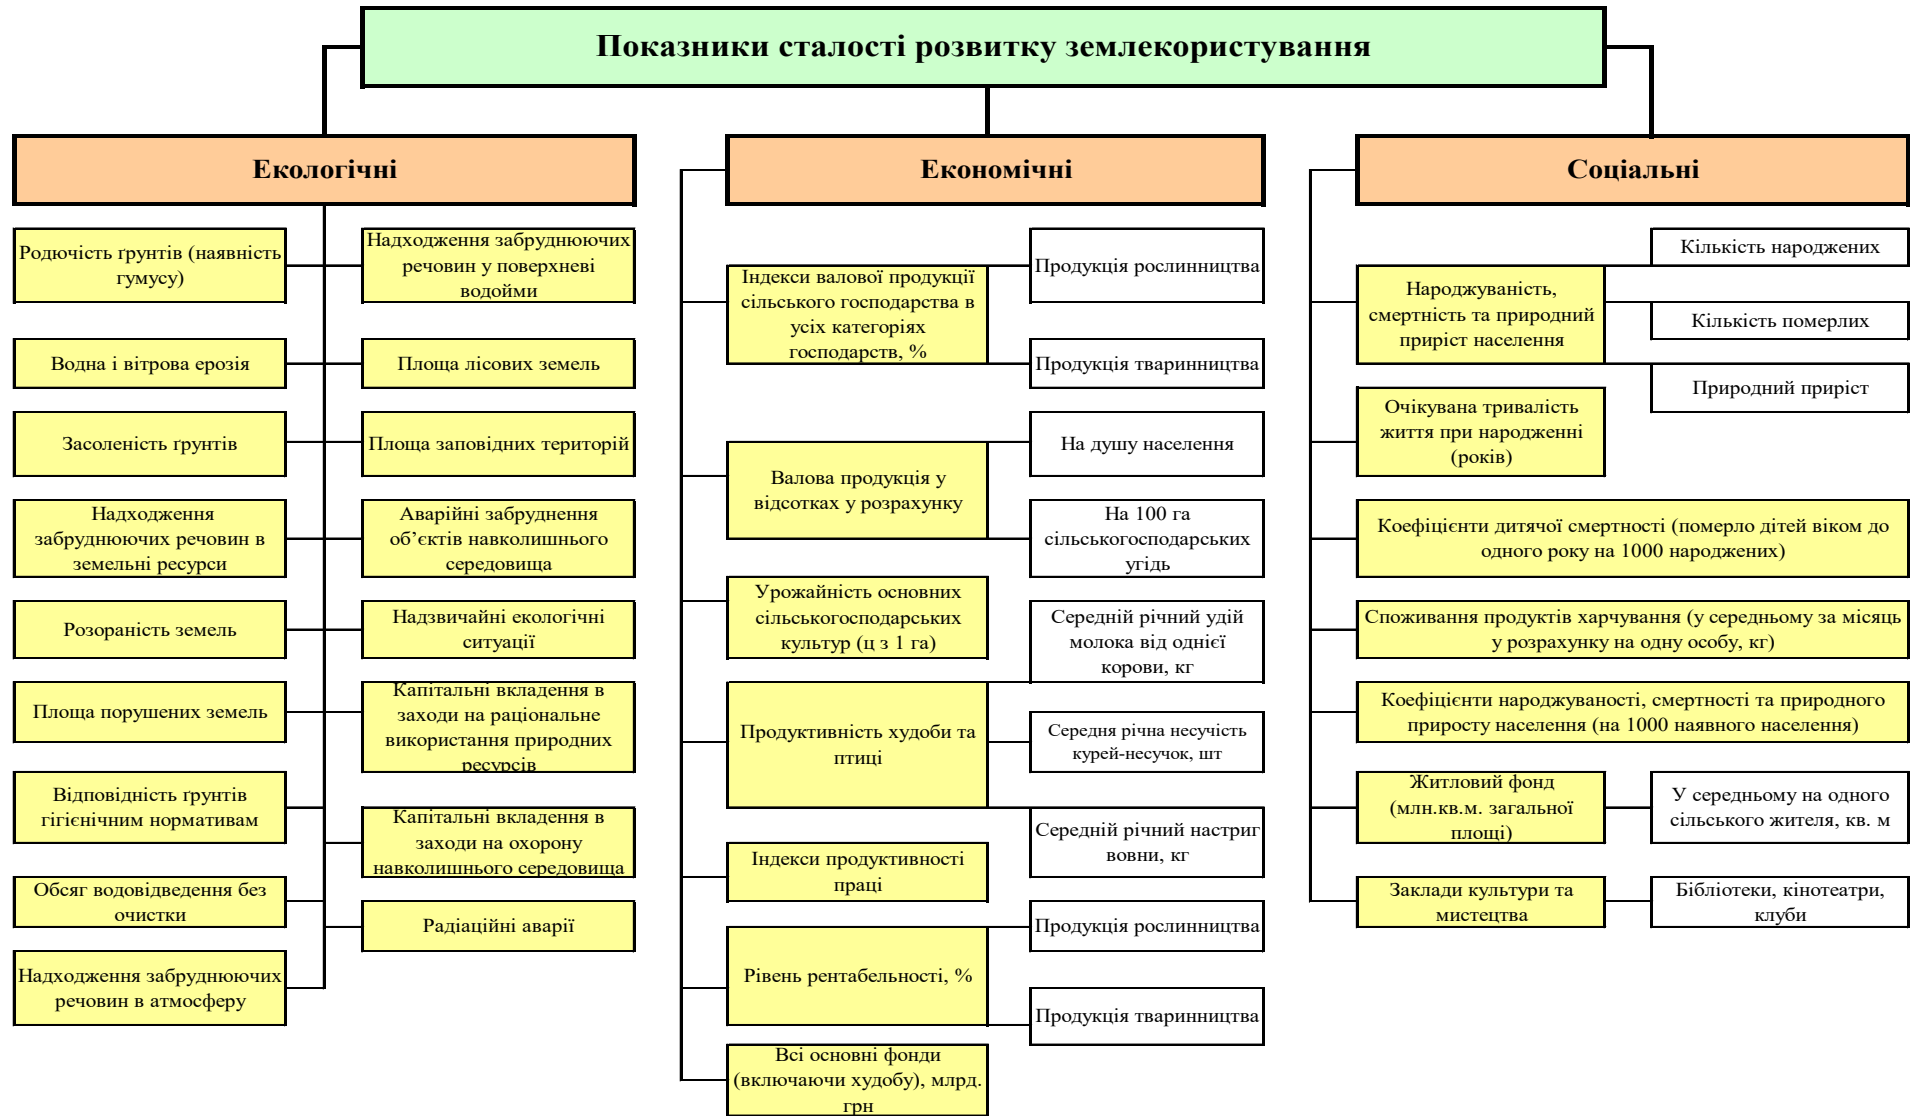 Показники сталості розвитку землекористування
Екологічні
Родючість ґрунтів (наявність
гумусу)
Надходження забруднюючих
речовин у поверхневі
водойми
Водна і вітрова ерозія
Площа лісових земель
Засоленість ґрунтів
Площа заповідних територій
Надходження
забруднюючих речовин в
земельні ресурси
Аварійні забруднення
об’єктів навколишнього
середовища
Розораність земель
Надзвичайні екологічні
ситуації
Площа порушених земель
Капітальні вкладення в
заходи на раціональне
використання природних
ресурсів
Відповідність ґрунтів
гігієнічним нормативам
Капітальні вкладення в
заходи на охорону
навколишнього середовища
Обсяг водовідведення без
очистки
Радіаційні аварії
Надходження забруднюючих
речовин в атмосферу
Економічні
Індекси валової продукції
сільського господарства в
усіх категоріях
господарств, %
Продукція рослинництва
Продукція тваринництва
Валова продукція у
відсотках у розрахунку
На душу населення
На 100 га
сільськогосподарських
угідь
Урожайність основних
сільськогосподарських
культур (ц з 1 га)
Продуктивність худоби та
птиці
Середній річний удій
молока від однієї
корови, кг
Середня річна несучість
курей-несучок, шт
Середній річний настриг
вовни, кг
Індекси продуктивності
праці
Рівень рентабельності, %
Продукція рослинництва
Продукція тваринництва
Всі основні фонди
(включаючи худобу), млрд.
грн
Соціальні
Народжуваність,
смертність та природний
приріст населення
Кількість народжених
Кількість померлих
Природний приріст
Очікувана тривалість
життя при народженні
(років)
Коефіцієнти дитячої смертності (померло дітей віком до
одного року на 1000 народжених)
Споживання продуктів харчування (у середньому за місяць
у розрахунку на одну особу, кг)
Коефіцієнти народжуваності, смертності та природного
приросту населення (на 1000 наявного населення)
Житловий фонд
(млн.кв.м. загальної
площі)
У середньому на одного
сільського жителя, кв. м
Заклади культури та
мистецтва
Бібліотеки, кінотеатри,
клуби